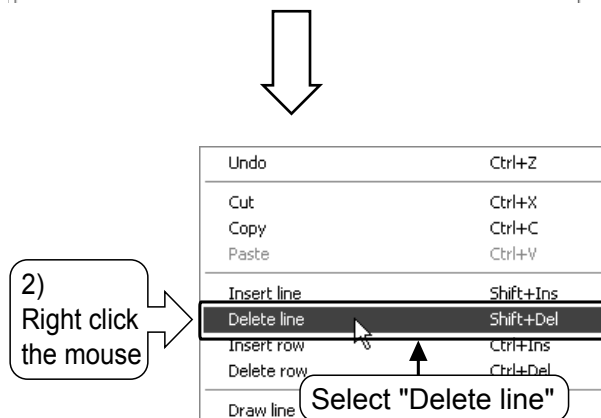 Undo Ctrl+Z
Cut Ctrl+X
Copy Ctrl+C
Paste Ctrl+V
2)
Right click
the mouse
Insert line Shift+Ins
Delete line Shift+Del
Insert row Ctrl+Ins
Delete row Ctrl+Del
Draw line
Select "Delete line"